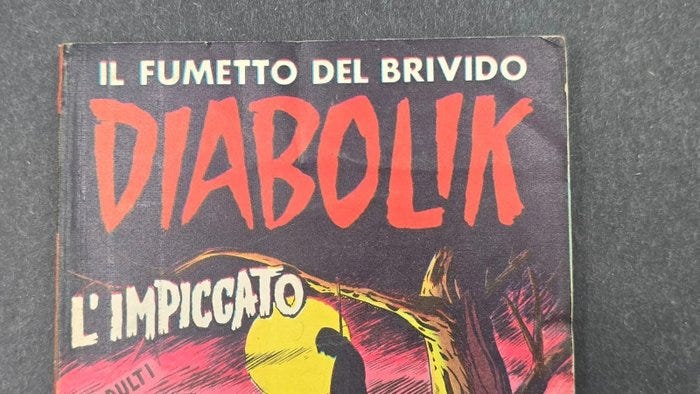 IL FUMETTO DEL BRIVIDO
DIABOLIK
L'IMPICCATO